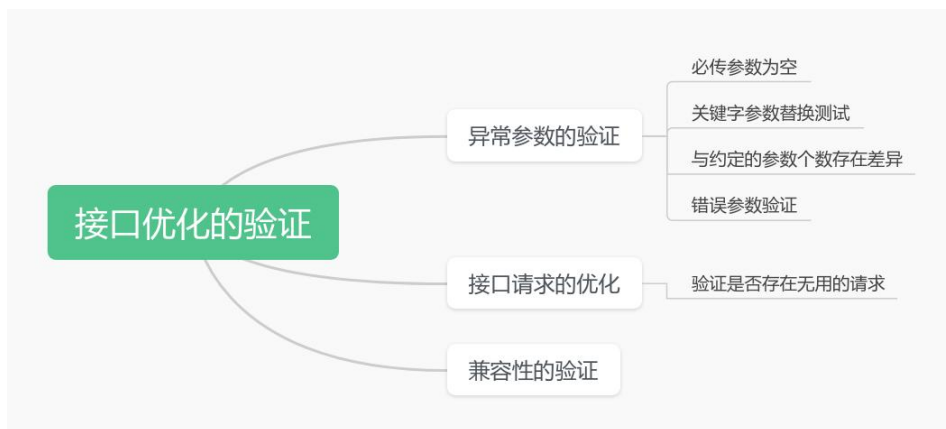 接口优化的验证
异常参数的验证
必传参数为空
关键字参数替换测试
与约定的参数个数存在差异
错误参数验证
接口请求的优化
验证是否存在无用的请求
兼容性的验证